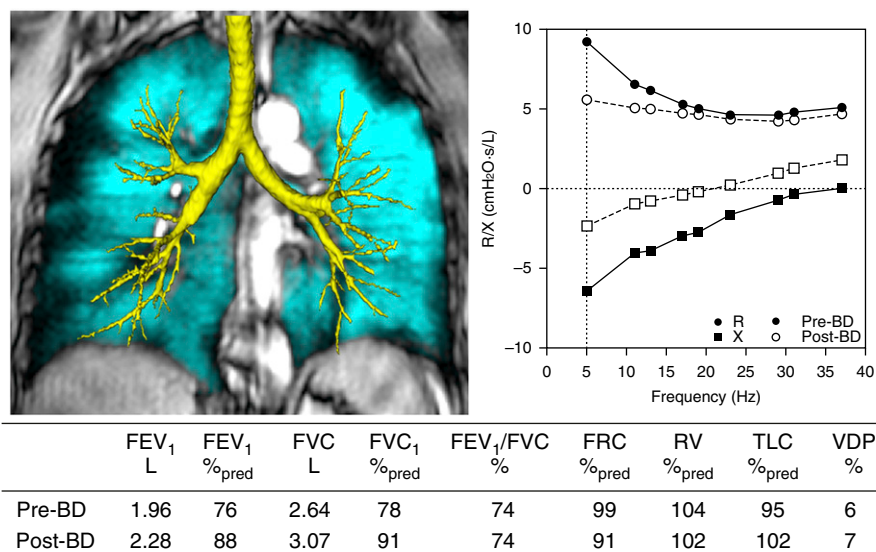 10
5
0
−5
−10
R/X (cmH2O·s/L)
R Pre-BD
X Post-BD
0 5 10 15 20 25 30 35 40
Frequency (Hz)
FEV1 FEV1 FVC FVC1 FEV1/FVC FRC RV TLC VDP
L %pred L %pred % %pred %pred %pred %
Pre-BD 1.96 76 2.64 78 74 99 104 95 6
Post-BD 2.28 88 3.07 91 74 91 102 102 7